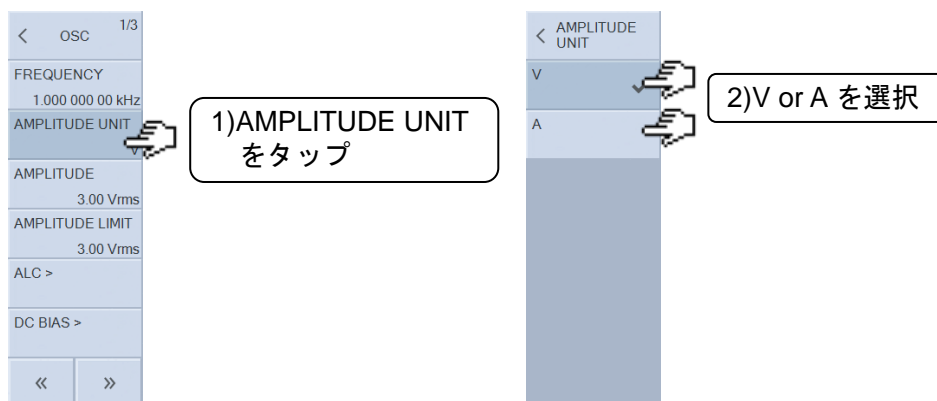 < OSC 1/3
FREQUENCY
1.000 000 00 kHz
AMPLITUDE UNIT
V
AMPLITUDE
3.00 Vrms
AMPLITUDE LIMIT
3.00 Vrms
ALC >
DC BIAS >
« »
1)AMPLITUDE UNIT
をタップ
< AMPLITUDE
UNIT
V
A
2)V or A を選択